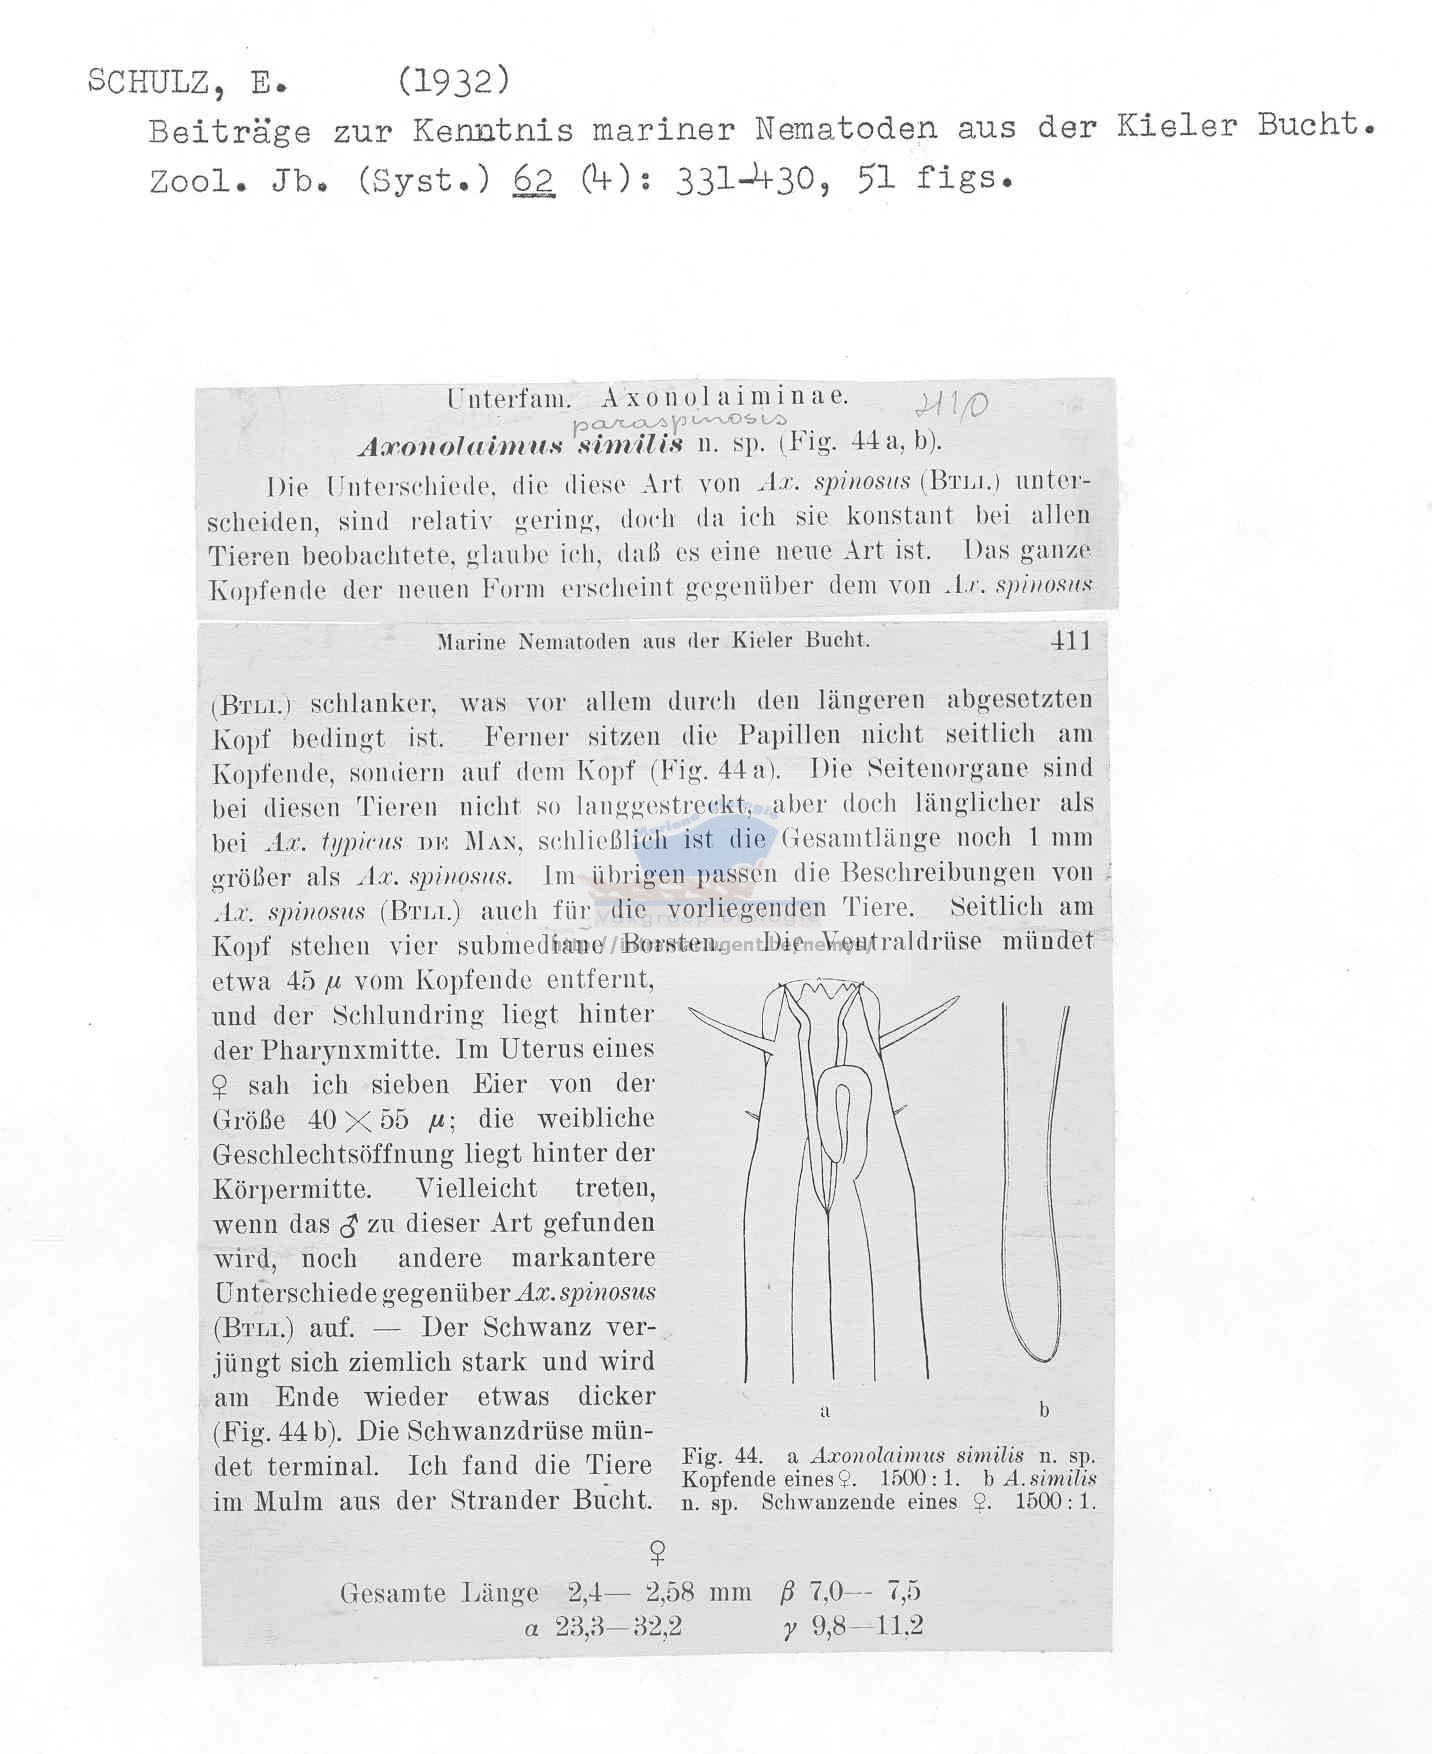 SCHULZ, E. (1932)
Beiträge zur Kenntnis mariner Nematoden aus der Kieler Bucht.
Zool. Jb. (Syst.) 62 (4): 331-430, 51 figs.
Unterfam. Axonolaiminae.
410
paraspinosis
Axonolaimus similis n. sp. (Fig. 44 a, b).
Die Unterschiede, die diese Art von Ax. spinosus (BTLI.) unter-
scheiden, sind relativ gering, doch da ich sie konstant bei allen
Tieren beobachtete, glaube ich, daß es eine neue Art ist. Das ganze
Kopfende der neuen Form erscheint gegenüber dem von Ax. spinosus
Marine Nematoden aus der Kieler Bucht. 411
(BTLI.) schlanker, was vor allem durch den längeren abgesetzten
Kopf bedingt ist. Ferner sitzen die Papillen nicht seitlich am
Kopfende, sondern auf dem Kopf (Fig. 44 a). Die Seitenorgane sind
bei diesen Tieren nicht so langgestreckt, aber doch länglicher als
bei Ax. typicus DE MAN, schließlich ist die Gesamtlänge noch 1 mm
größer als Ax. spinosus. Im übrigen passen die Beschreibungen von
Ax. spinosus (BTLI.) auch für die vorliegenden Tiere. Seitlich am
Kopf stehen vier submediane Borsten. Die Ventraldrüse mündet
etwa 45 µ vom Kopfende entfernt,
und der Schlundring liegt hinter
der Pharynxmitte. Im Uterus eines
♀ sah ich sieben Eier von der
Größe 40 × 55 µ; die weibliche
Geschlechtsöffnung liegt hinter der
Körpermitte. Vielleicht treten,
wenn das ♂ zu dieser Art gefunden
wird, noch andere markantere
Unterschiede gegenüber Ax. spinosus
(BTLI.) auf. — Der Schwanz ver-
jüngt sich ziemlich stark und wird
am Ende wieder etwas dicker
(Fig. 44 b). Die Schwanzdrüse mün-
det terminal. Ich fand die Tiere
im Mulm aus der Strander Bucht.
a b
Fig. 44. a Axonolaimus similis n. sp.
Kopfende eines ♀. 1500 : 1. b A. similis
n. sp. Schwanzende eines ♀. 1500 : 1.
♀
Gesamte Länge 2,4— 2,58 mm β 7,0— 7,5
α 23,3—32,2 γ 9,8—11,2